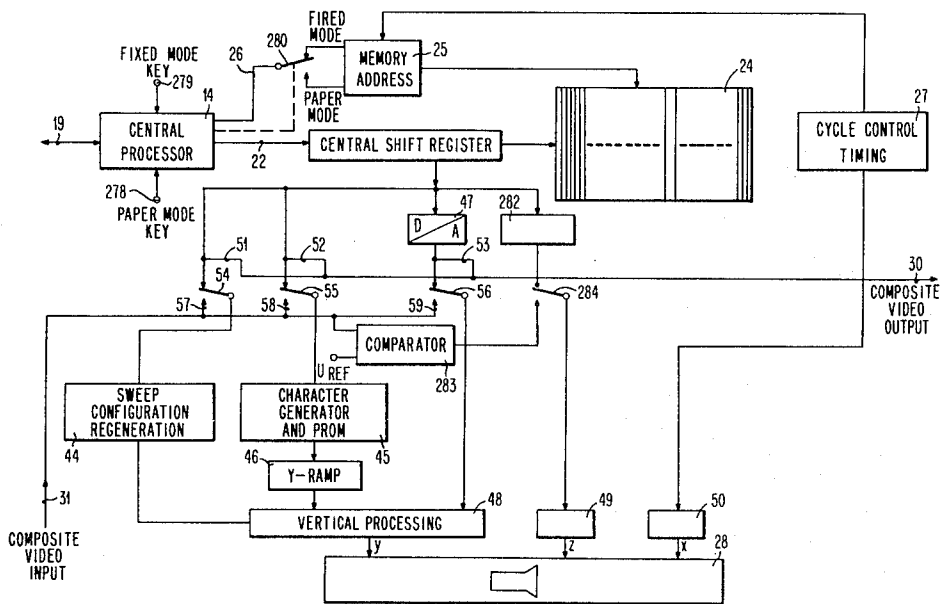 FIXED MODE
KEY
279
26
280
FIRED
MODE
MEMORY
ADDRESS
25
PAPER
MODE
24
27
CYCLE CONTROL
TIMING
14
19
CENTRAL
PROCESSOR
22
CENTRAL SHIFT REGISTER
278
PAPER MODE
KEY
47
D
A
282
51
52
53
54
55
56
284
57
58
59
30
COMPOSITE
VIDEO
OUTPUT
COMPARATOR
283
U REF
SWEEP
CONFIGURATION
REGENERATION
44
CHARACTER
GENERATOR
AND PROM
45
46
Y-RAMP
31
COMPOSITE
VIDEO
INPUT
VERTICAL PROCESSING
48
49
50
y
z
x
28